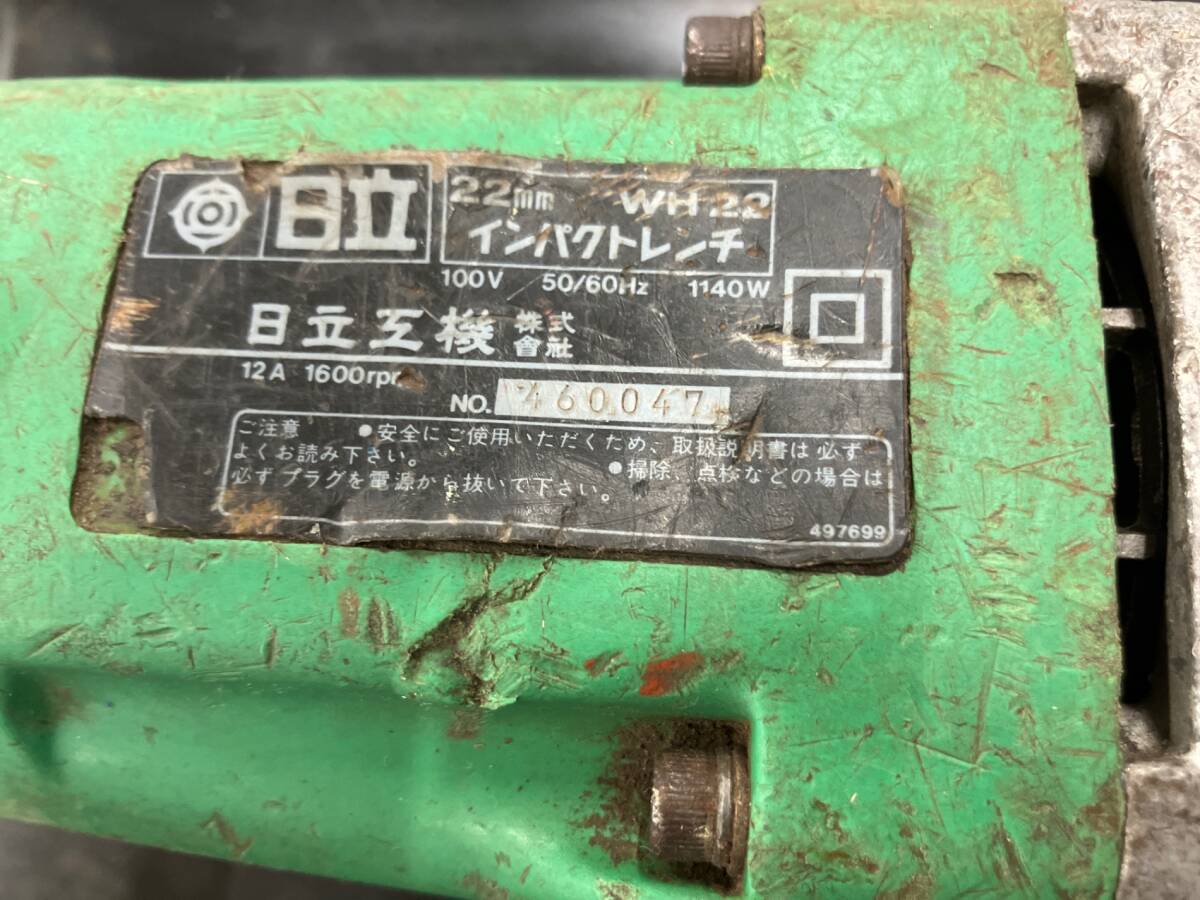 日立
22mm WH 22
インパクトレンチ
100V 50/60Hz 1140W
日立工機 株式會社
12A 1600rpm
NO. 460047
ご注意 ●安全にご使用いただくため、取扱説明書は必ず
よくお読み下さい。 ●掃除、点検などの場合は
必ずプラグを電源から抜いて下さい。
497699